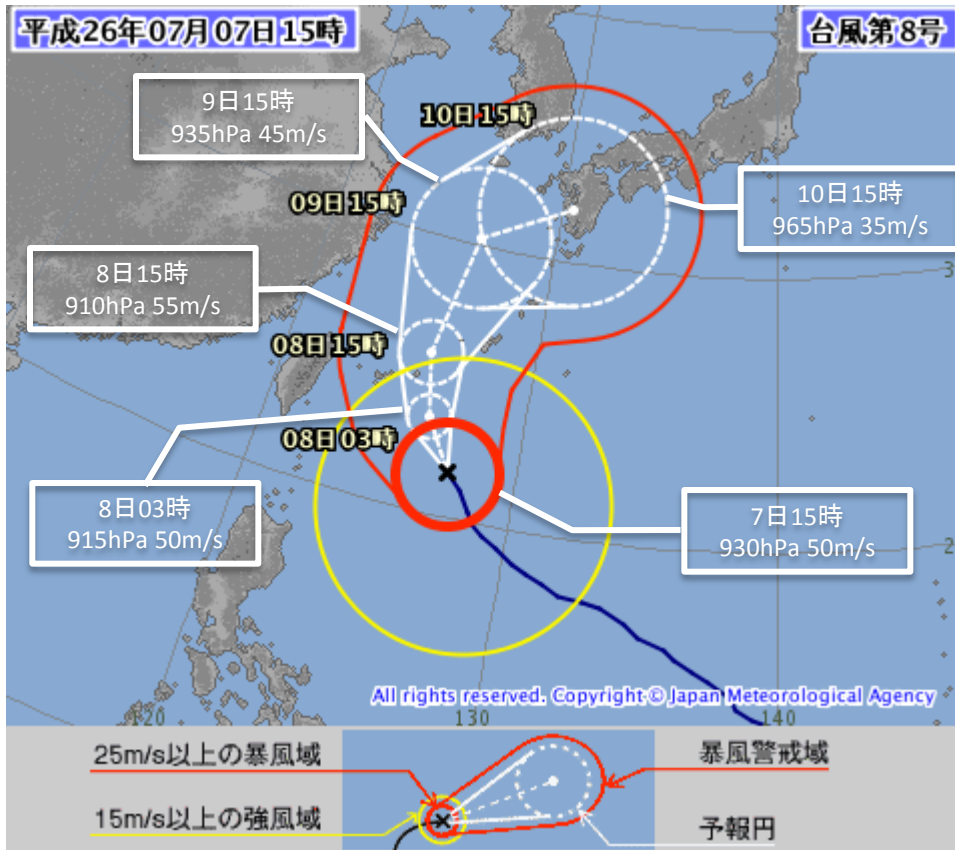 平成26年07月07日15時
台風第8号
9日15時
935hPa 45m/s
10日15時
09日15時
10日15時
965hPa 35m/s
8日15時
910hPa 55m/s
3
08日15時
08日03時
8日03時
915hPa 50m/s
7日15時
930hPa 50m/s
2
All rights reserved. Copyright © Japan Meteorological Agency
120
130
140
25m/s以上の暴風域
暴風警戒域
15m/s以上の強風域
予報円